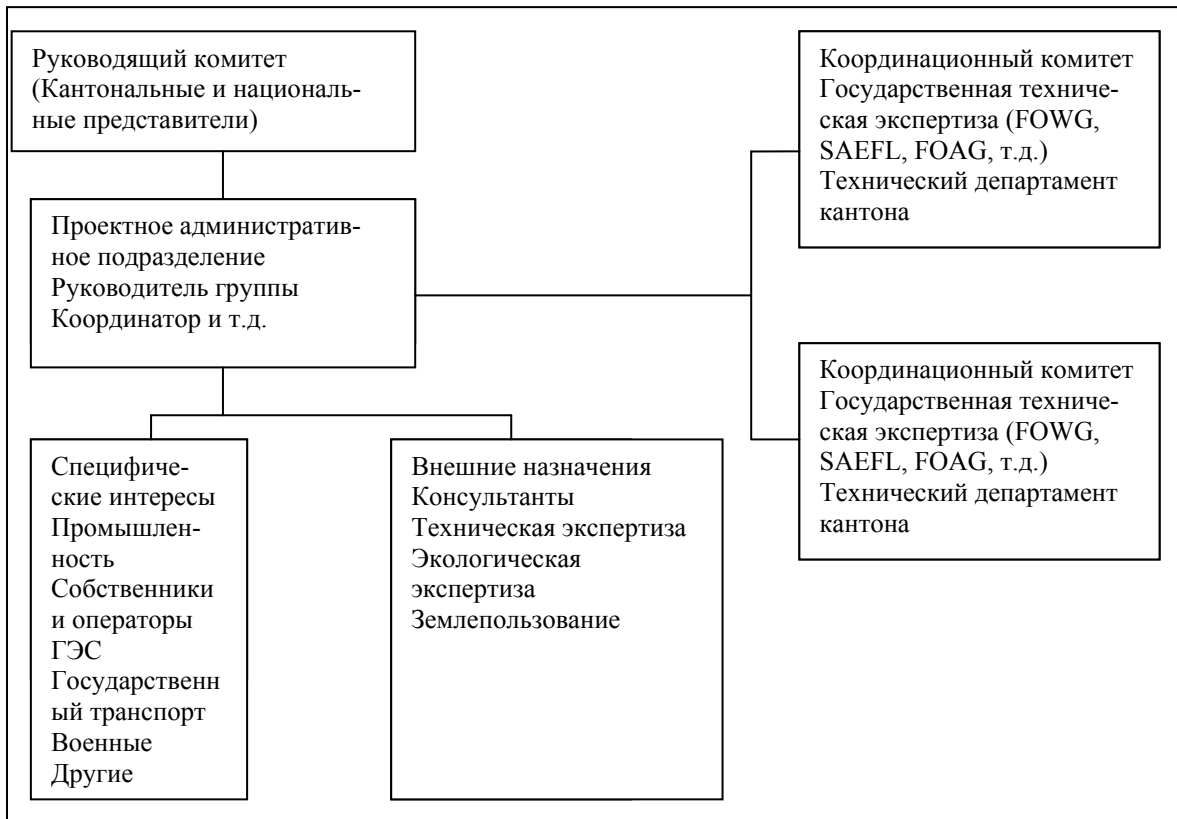 Руководящий комитет
(Кантональные и националь-
ные представители)
Проектное административ-
ное подразделение
Руководитель группы
Координатор и т.д.
Специфиче-
ские интересы
Промышлен-
ность
Собственники
и операторы
ГЭС
Государственн
ый транспорт
Военные
Другие
Внешние назначения
Консультанты
Техническая экспертиза
Экологическая
экспертиза
Землепользование
Координационный комитет
Государственная техниче-
ская экспертиза (FOWG,
SAEFL, FOAG, т.д.)
Технический департамент
кантона
Координационный комитет
Государственная техниче-
ская экспертиза (FOWG,
SAEFL, FOAG, т.д.)
Технический департамент
кантона